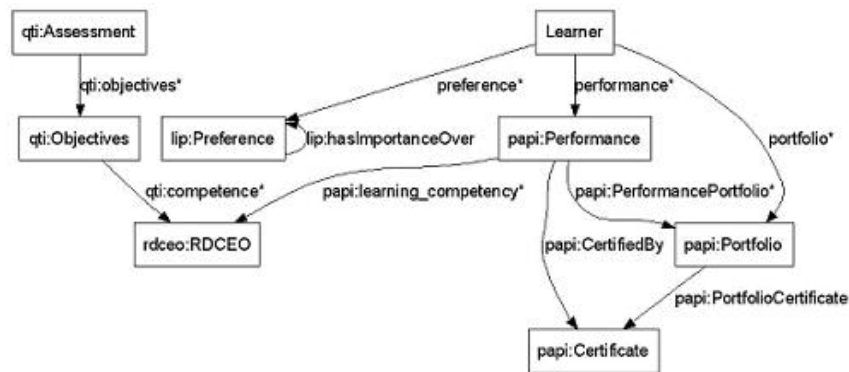 qti:Assessment
Learner
qti:objectives*
preference*
performance*
qti:Objectives
lip:Preference
lip:hasImportanceOver
papi:Performance
portfolio*
qti:competence*
papi:learning_competency*
papi:PerformancePortfolio*
rdceo:RDCEO
papi:CertifiedBy
papi:Portfolio
papi:PortfolioCertificate
papi:Certificate